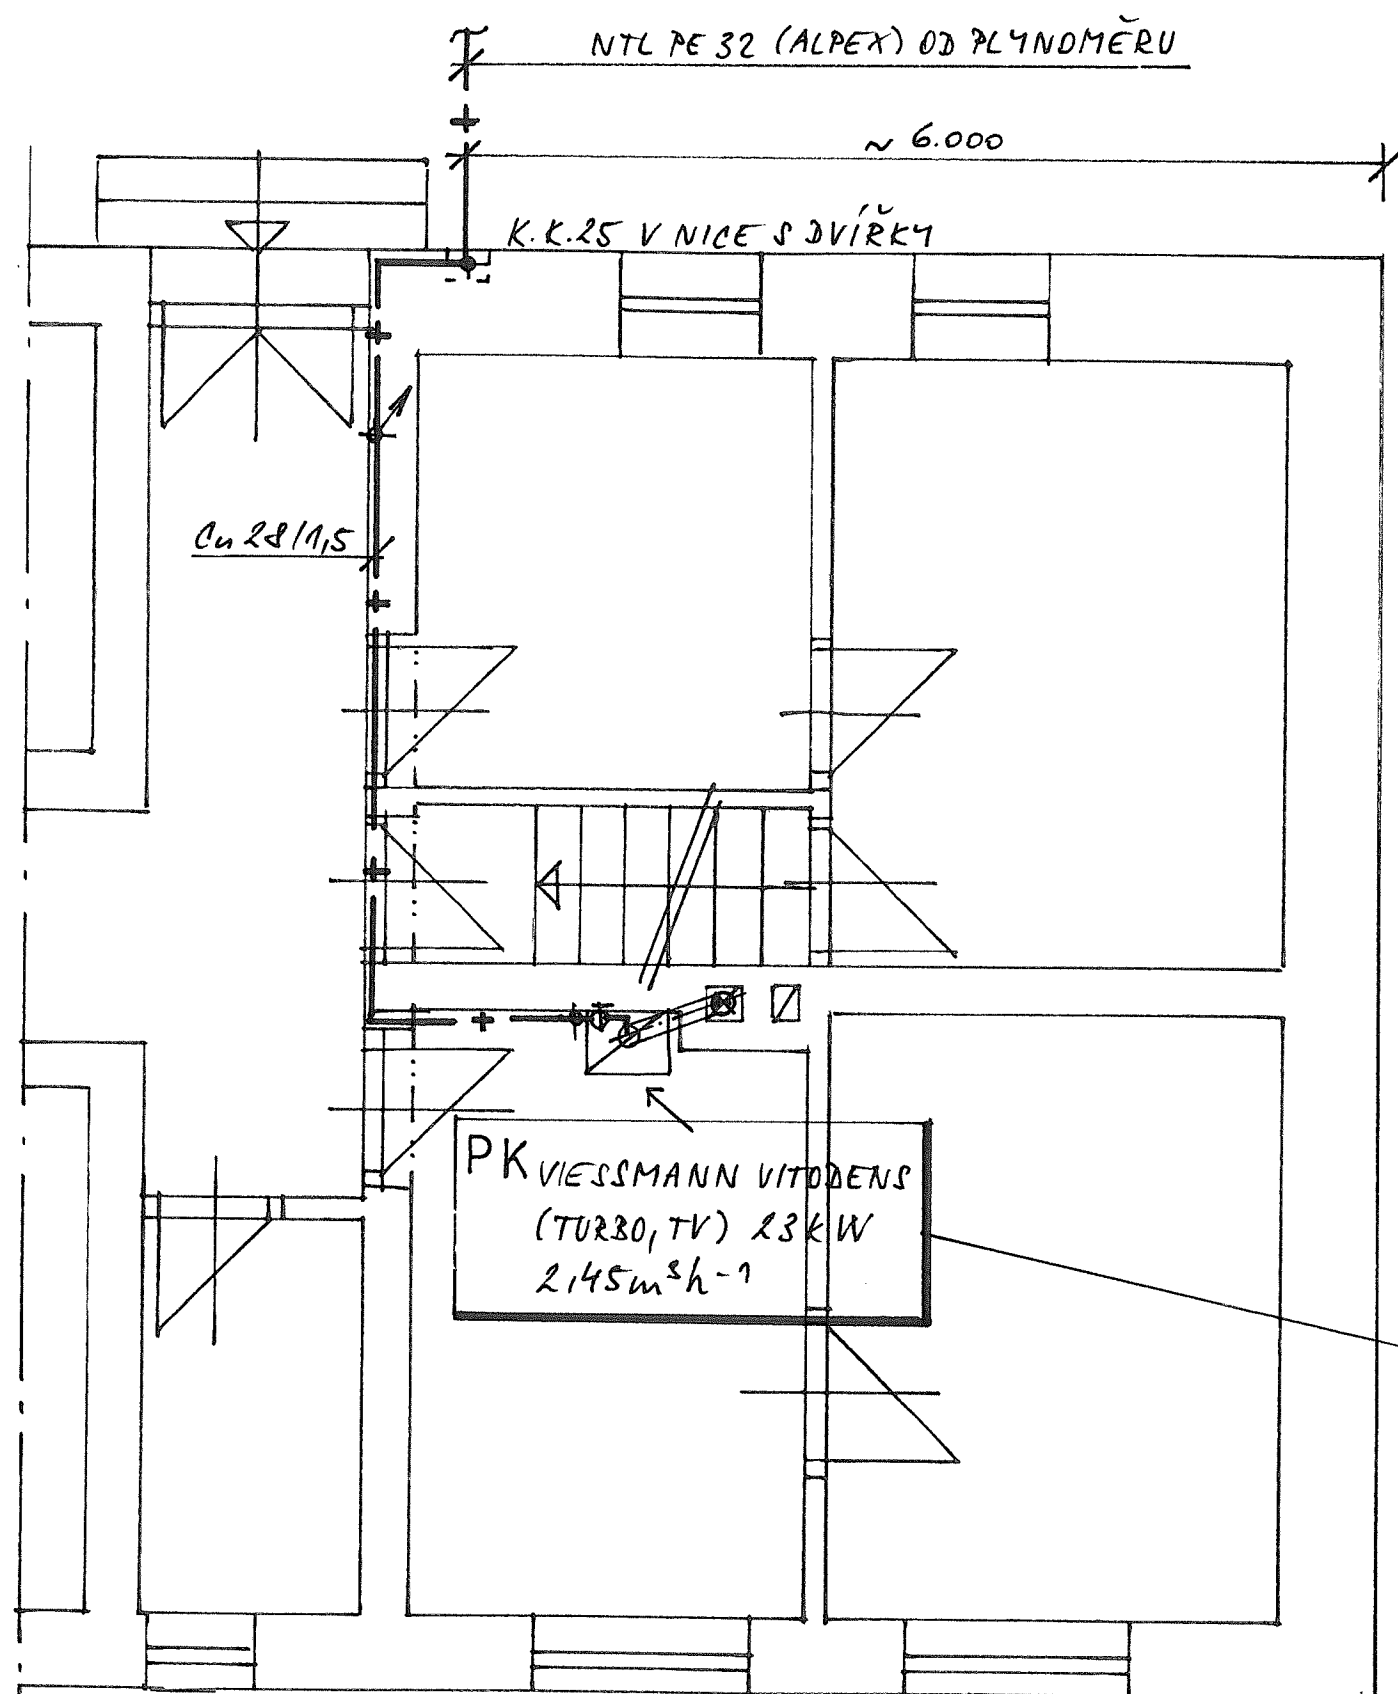 NTL PE 32 (ALPEX) OD PLYNOMĚRU
~ 6.000
K.K.25 V NICE S DVÍŘKY
Cu 28/1,5
PK VIESSMANN VITODENS
(TURBO, TV) 23 kW
2,45 m³h-1